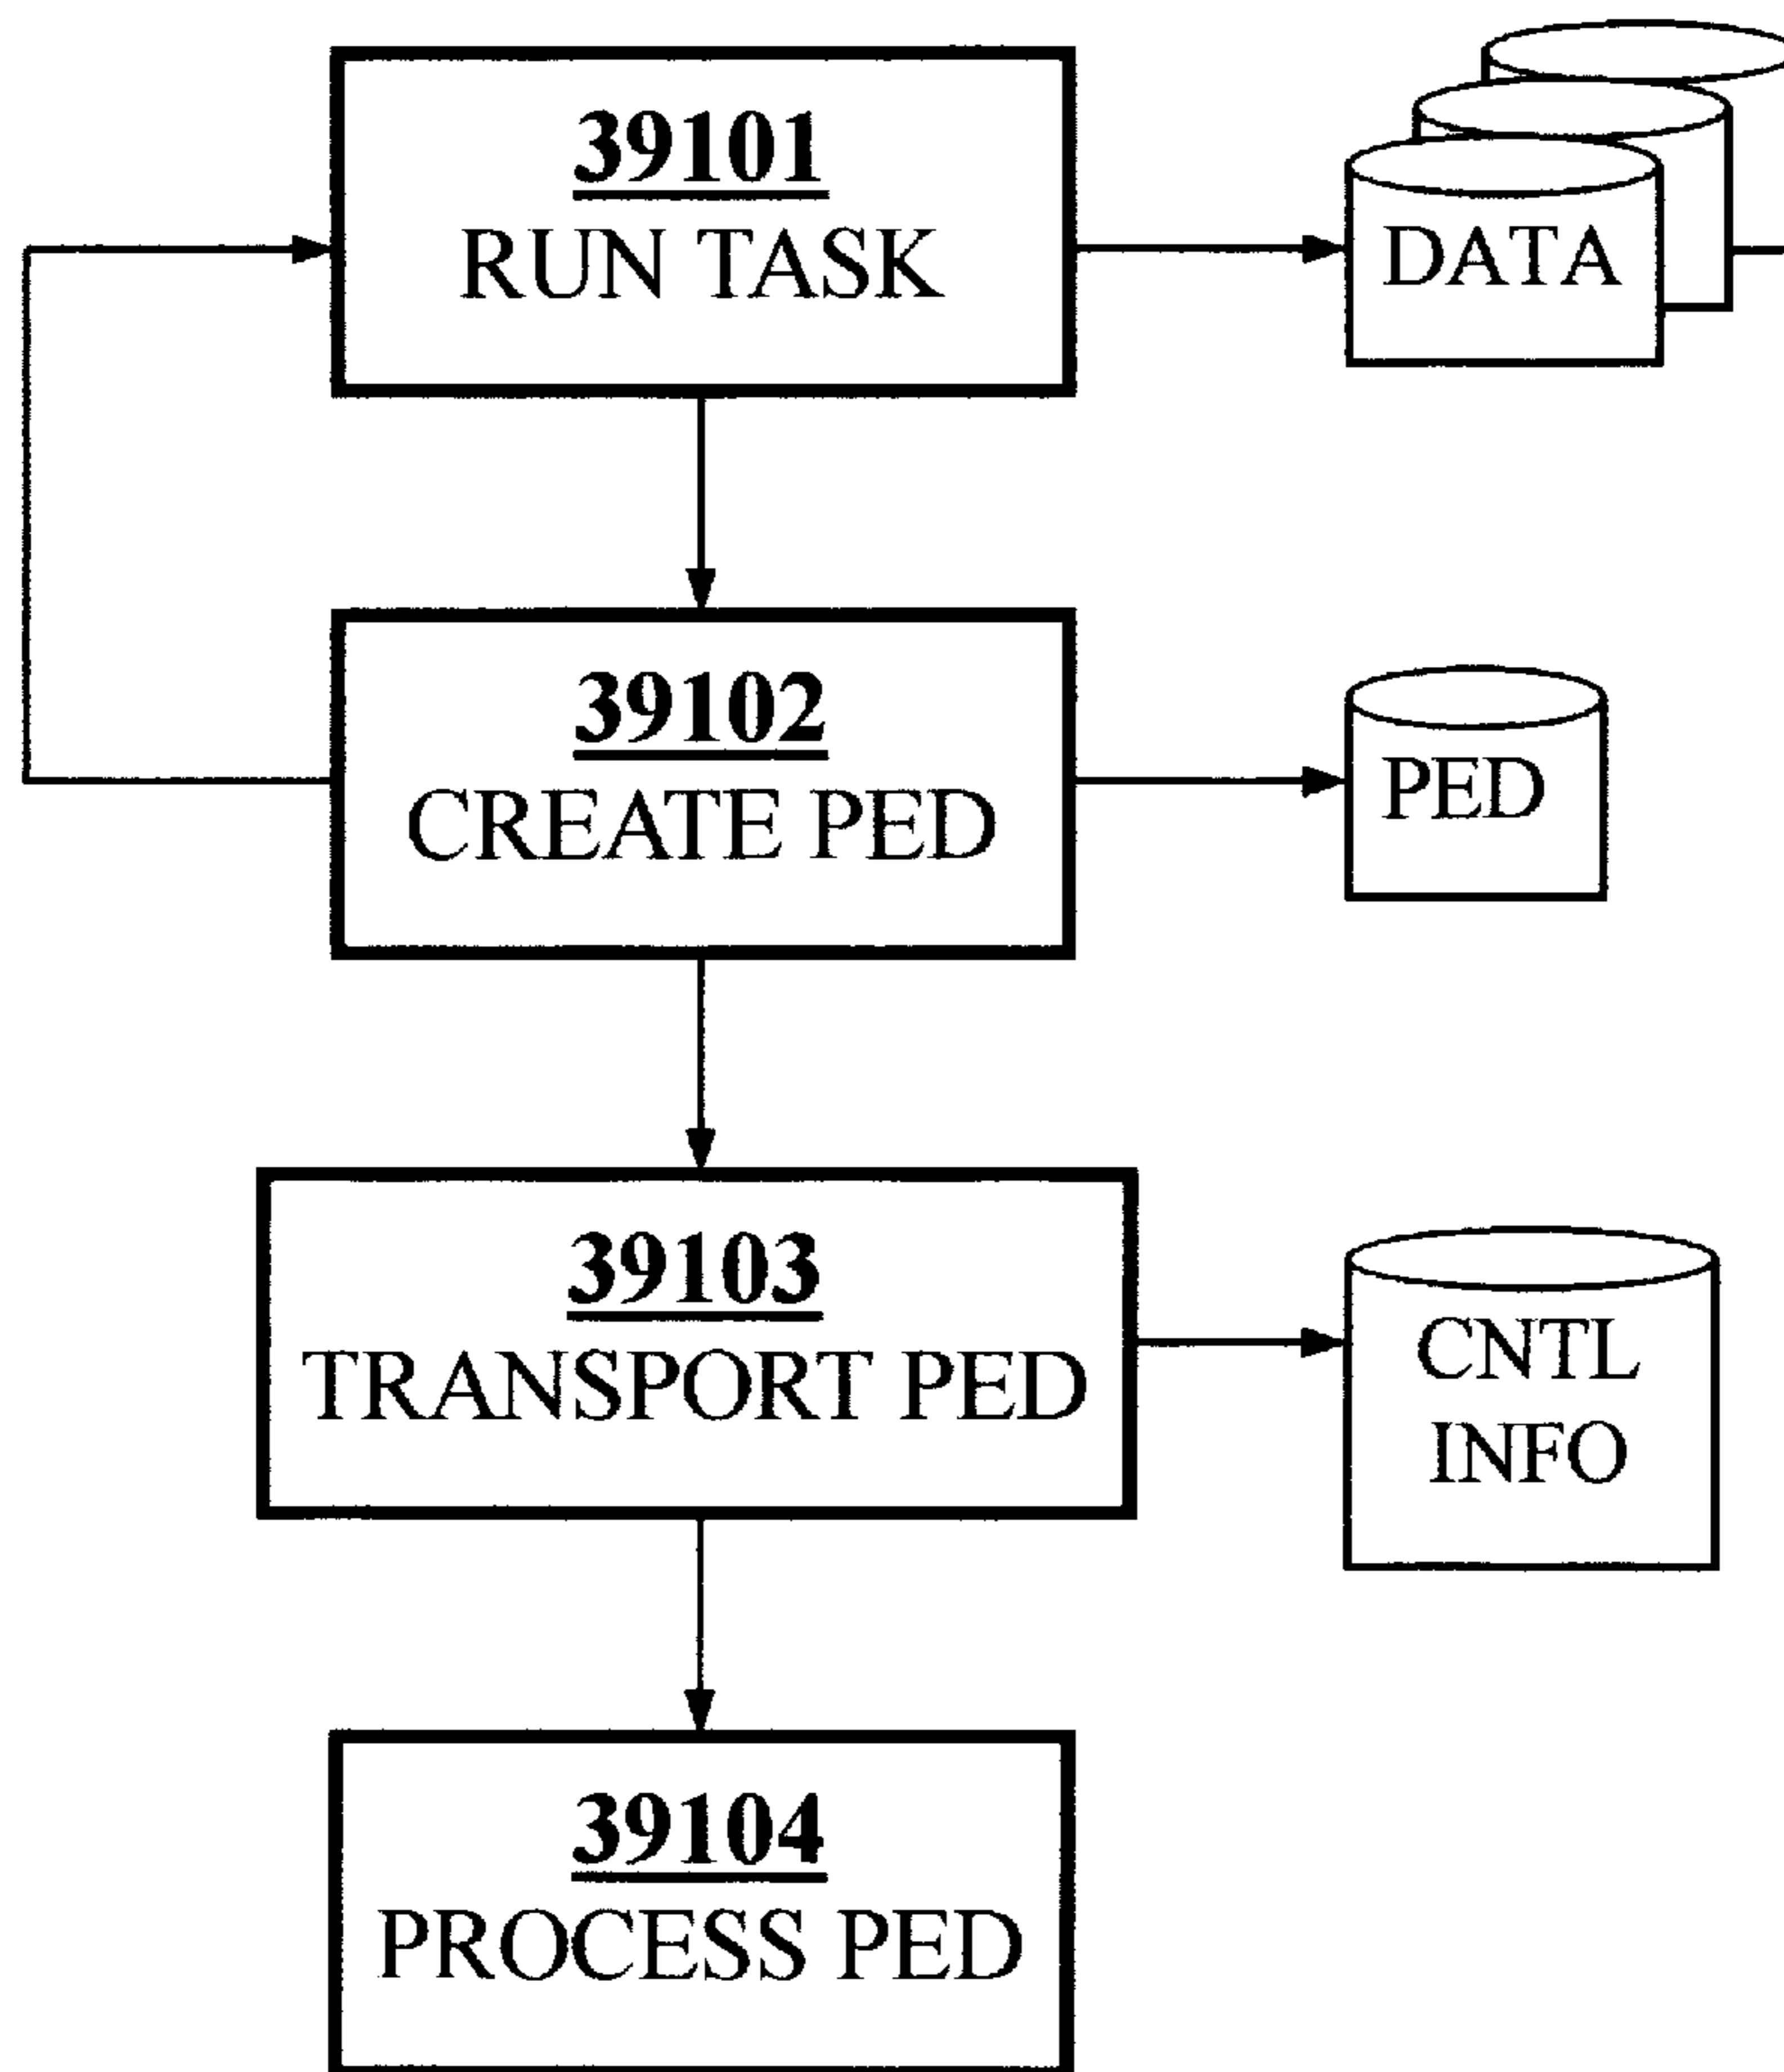 39101
RUN TASK
DATA
39102
CREATE PED
PED
39103
TRANSPORT PED
CNTL
INFO
39104
PROCESS PED